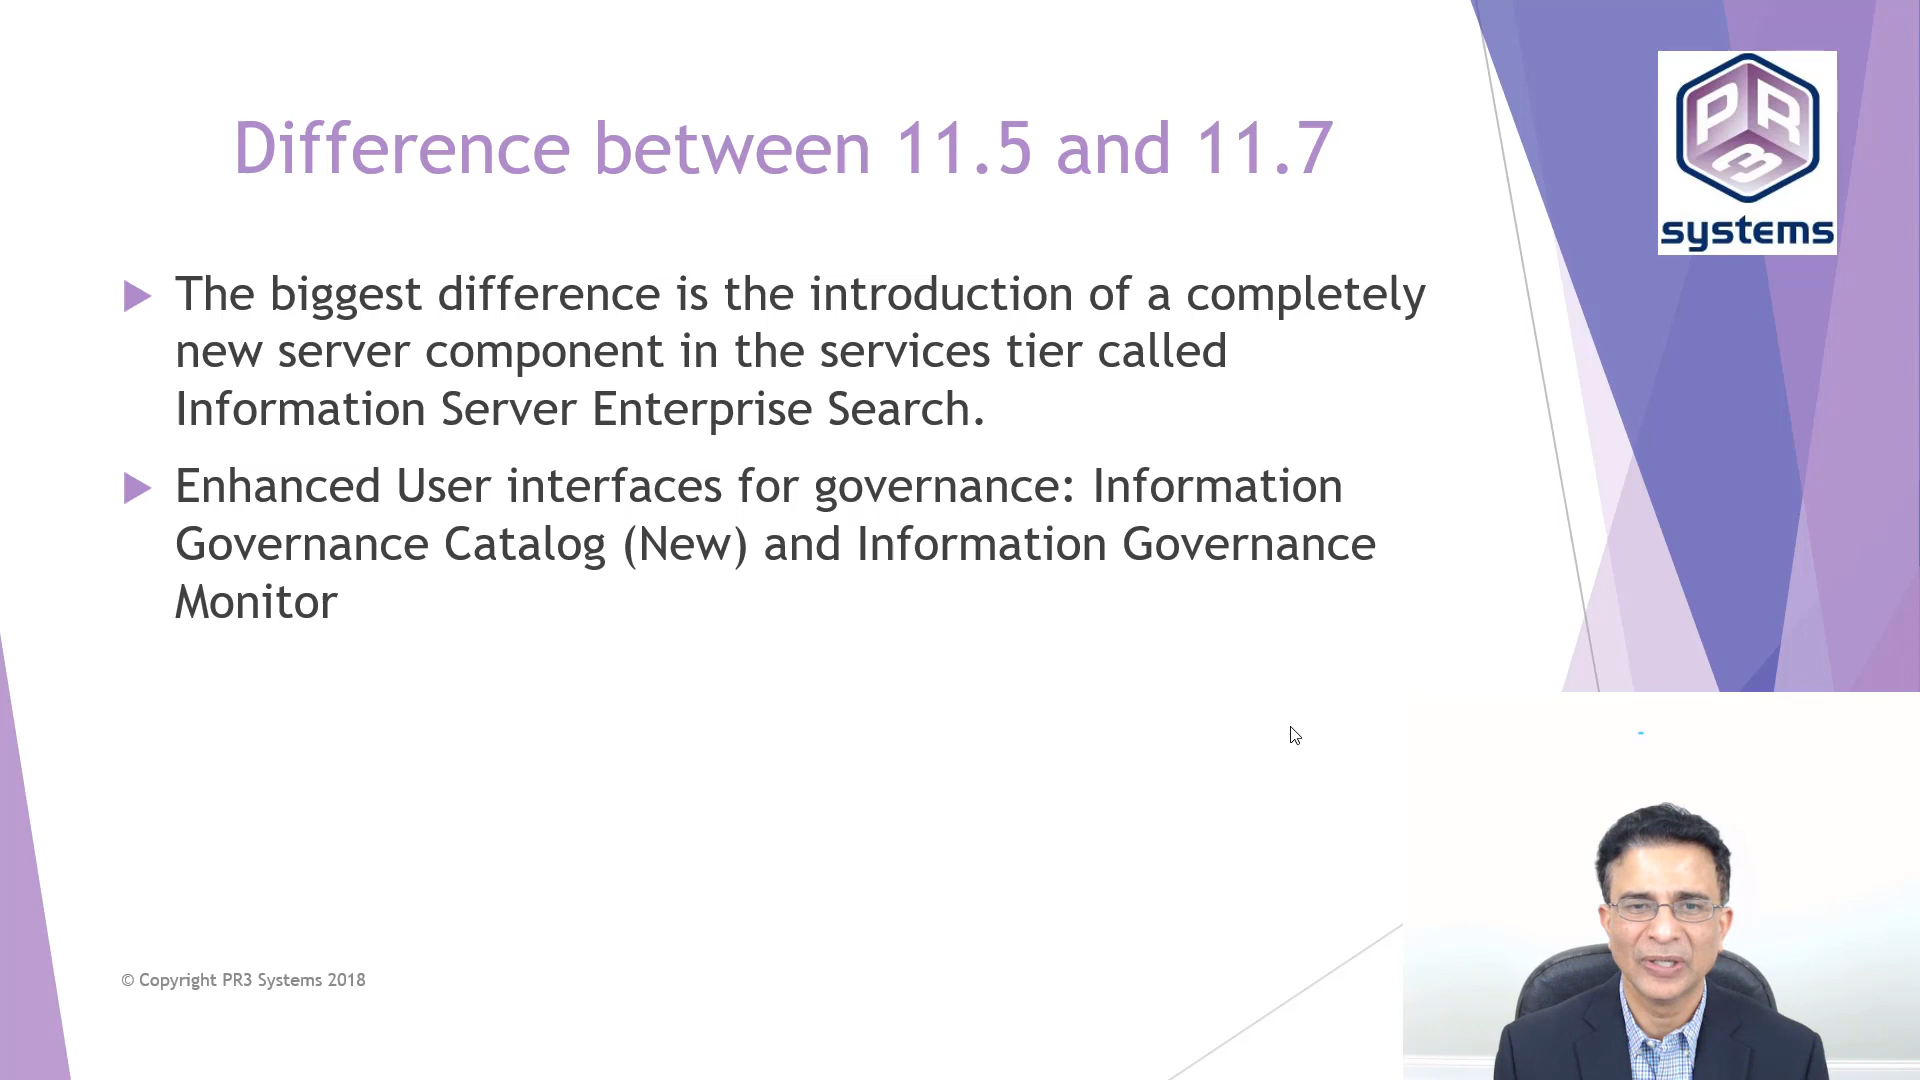 Difference between 11.5 and 11.7
PR3
systems
The biggest difference is the introduction of a completely
new server component in the services tier called
Information Server Enterprise Search.
Enhanced User interfaces for governance: Information
Governance Catalog (New) and Information Governance
Monitor
© Copyright PR3 Systems 2018